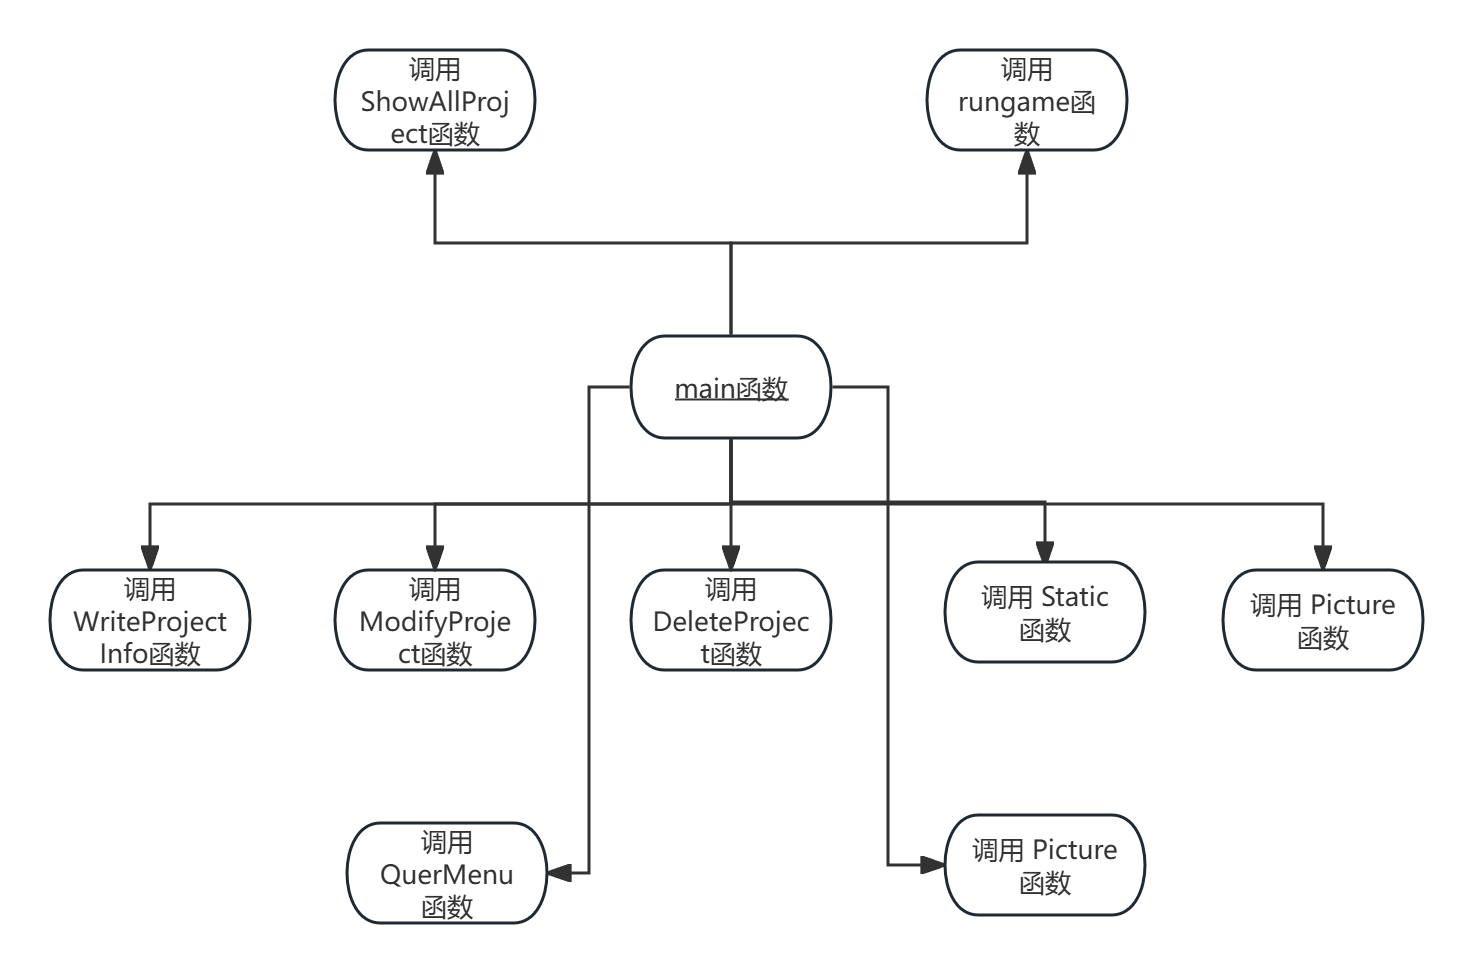 调用
ShowAllProj
ect函数
调用
rungame函
数
main函数
调用
WriteProject
Info函数
调用
ModifyProje
ct函数
调用
DeleteProjec
t函数
调用 Static
函数
调用 Picture
函数
调用
QuerMenu
函数
调用 Picture
函数